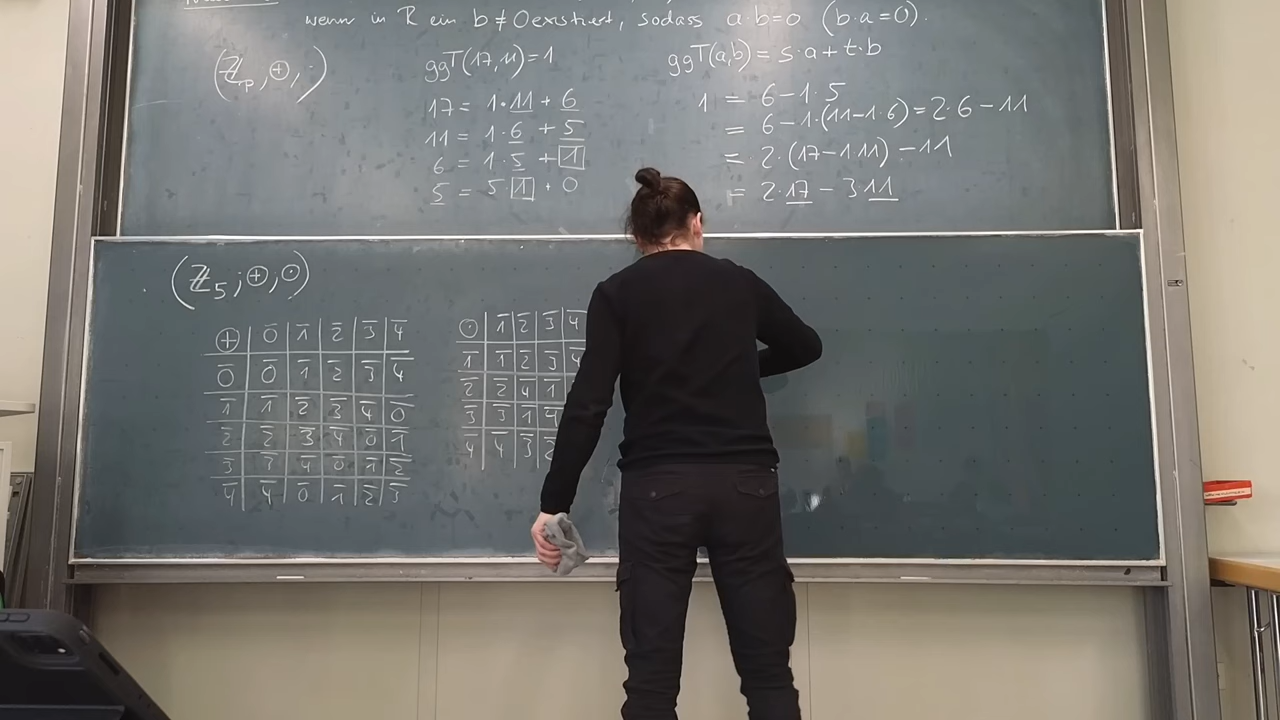 wenn in R ein b ≠ 0 existiert, sodass a·b=0 (b·a=0).
(ℤp, ⊕, ·)
ggT(17,11)=1
17 = 1·11 + 6
11 = 1·6 + 5
6 = 1·5 + 1
5 = 5·1 + 0
ggT(a,b) = s·a + t·b
1 = 6−1·5
= 6−1·(11−1·6)=2·6−11
= 2·(17−1·11)−11
= 2·17 − 3·11
(ℤ5;⊕,⊙)
⊕ 0̅ 1̅ 2̅ 3̅ 4̅
0̅ 0̅ 1̅ 2̅ 3̅ 4̅
1̅ 1̅ 2̅ 3̅ 4̅ 0̅
2̅ 2̅ 3̅ 4̅ 0̅ 1̅
3̅ 3̅ 4̅ 0̅ 1̅ 2̅
4̅ 4̅ 0̅ 1̅ 2̅ 3̅
⊙ 1̅ 2̅ 3̅ 4̅
1̅ 1̅ 2̅ 3̅ 4̅
2̅ 2̅ 4̅ 1̅
3̅ 3̅ 1̅ 4̅
4̅ 4̅ 3̅ 2̅